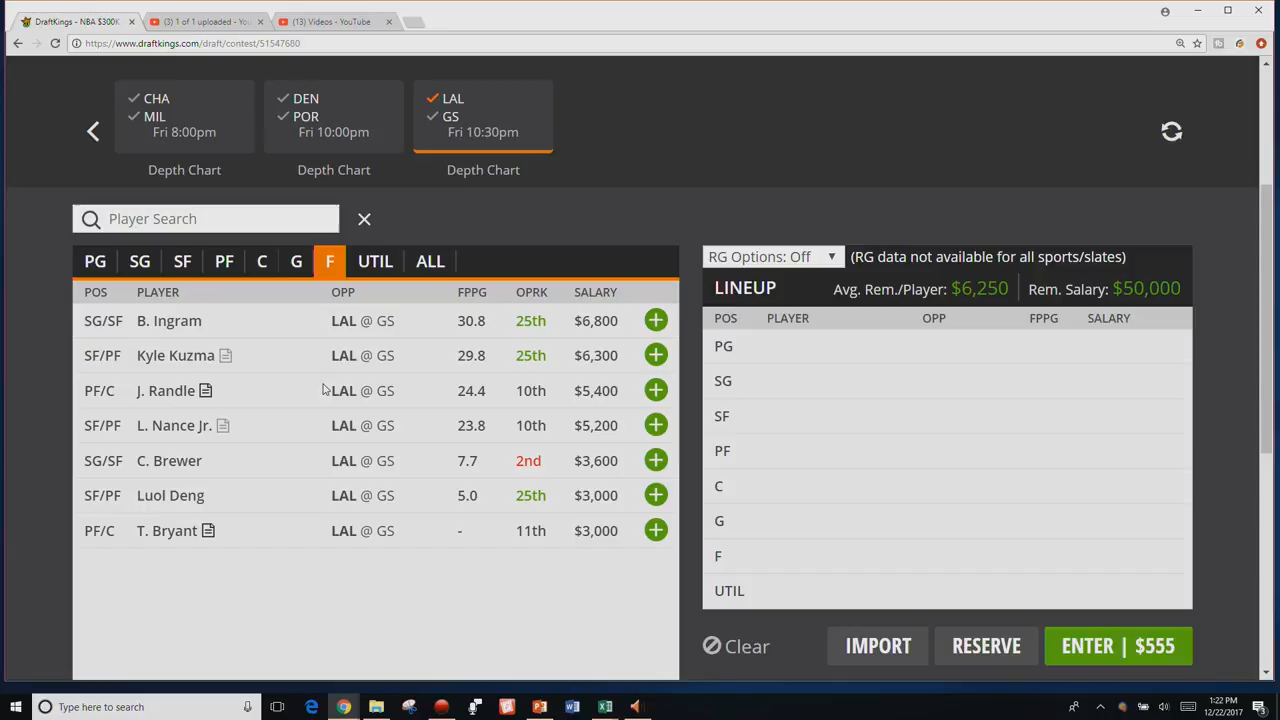 DraftKings - NBA $300K
(3) 1 of 1 uploaded - You
(13) Videos - YouTube
https://www.draftkings.com/draft/contest/51547680
CHA
MIL
Fri 8:00pm
Depth Chart
DEN
POR
Fri 10:00pm
Depth Chart
LAL
GS
Fri 10:30pm
Depth Chart
Player Search
PG SG SF PF C G F UTIL ALL
POS PLAYER OPP FPPG OPRK SALARY
SG/SF B. Ingram LAL @ GS 30.8 25th $6,800
SF/PF Kyle Kuzma LAL @ GS 29.8 25th $6,300
PF/C J. Randle LAL @ GS 24.4 10th $5,400
SF/PF L. Nance Jr. LAL @ GS 23.8 10th $5,200
SG/SF C. Brewer LAL @ GS 7.7 2nd $3,600
SF/PF Luol Deng LAL @ GS 5.0 25th $3,000
PF/C T. Bryant LAL @ GS - 11th $3,000
RG Options: Off (RG data not available for all sports/slates)
LINEUP Avg. Rem./Player: $6,250 Rem. Salary: $50,000
POS PLAYER OPP FPPG SALARY
PG
SG
SF
PF
C
G
F
UTIL
Clear IMPORT RESERVE ENTER | $555
Type here to search
1:22 PM
12/22/2017